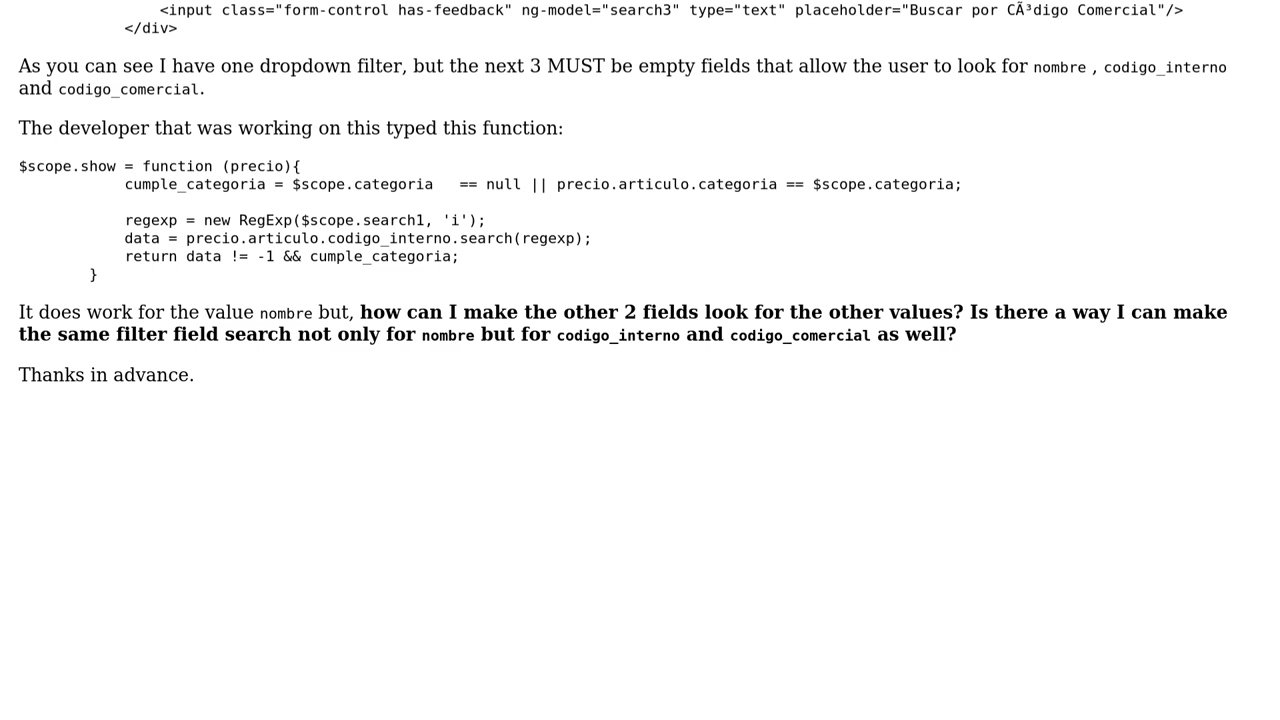 <input class="form-control has-feedback" ng-model="search3" type="text" placeholder="Buscar por CÃ³digo Comercial"/>
</div>
As you can see I have one dropdown filter, but the next 3 MUST be empty fields that allow the user to look for nombre , codigo_interno
and codigo_comercial.
The developer that was working on this typed this function:
$scope.show = function (precio){
cumple_categoria = $scope.categoria   == null || precio.articulo.categoria == $scope.categoria;
regexp = new RegExp($scope.search1, 'i');
data = precio.articulo.codigo_interno.search(regexp);
return data != -1 && cumple_categoria;
}
It does work for the value nombre but, how can I make the other 2 fields look for the other values? Is there a way I can make
the same filter field search not only for nombre but for codigo_interno and codigo_comercial as well?
Thanks in advance.